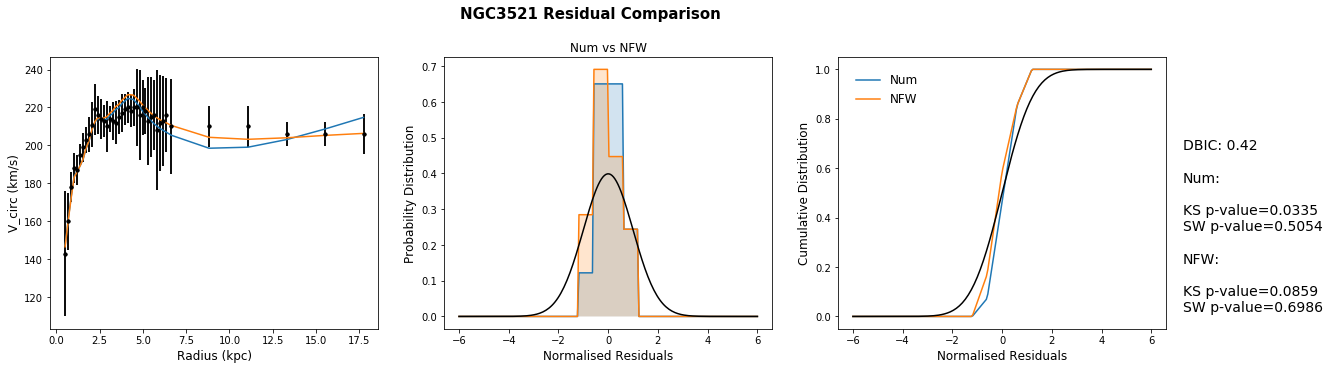 NGC3521 Residual Comparison
V_circ (km/s)
240
220
200
180
160
140
120
0.0 2.5 5.0 7.5 10.0 12.5 15.0 17.5
Radius (kpc)
Num vs NFW
Probability Distribution
0.7
0.6
0.5
0.4
0.3
0.2
0.1
0.0
−6 −4 −2 0 2 4 6
Normalised Residuals
Cumulative Distribution
1.0
0.8
0.6
0.4
0.2
0.0
Num
NFW
−6 −4 −2 0 2 4 6
Normalised Residuals
DBIC: 0.42
Num:
KS p-value=0.0335
SW p-value=0.5054
NFW:
KS p-value=0.0859
SW p-value=0.6986